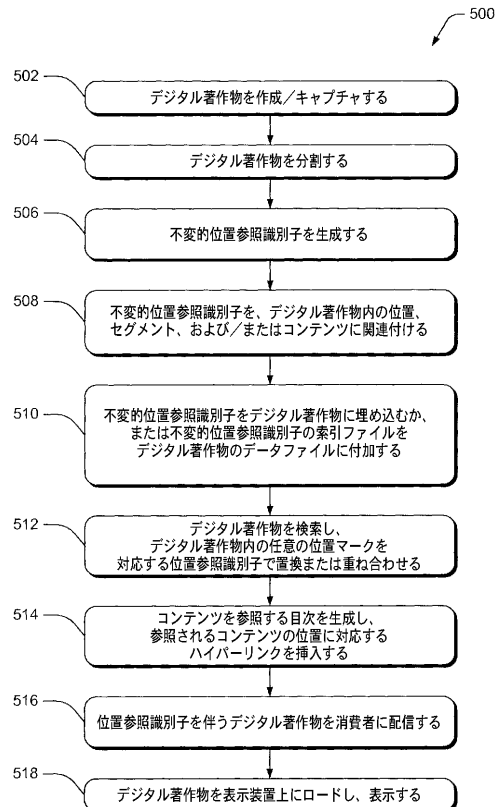 500
502
デジタル著作物を作成／キャプチャする
504
デジタル著作物を分割する
506
不変的位置参照識別子を生成する
508
不変的位置参照識別子を、デジタル著作物内の位置、
セグメント、および／またはコンテンツに関連付ける
510
不変的位置参照識別子をデジタル著作物に埋め込むか、
または不変的位置参照識別子の索引ファイルを
デジタル著作物のデータファイルに付加する
512
デジタル著作物を検索し、
デジタル著作物内の任意の位置マークを
対応する位置参照識別子で置換または重ね合わせる
514
コンテンツを参照する目次を生成し、
参照されるコンテンツの位置に対応する
ハイパーリンクを挿入する
516
位置参照識別子を伴うデジタル著作物を消費者に配信する
518
デジタル著作物を表示装置上にロードし、表示する